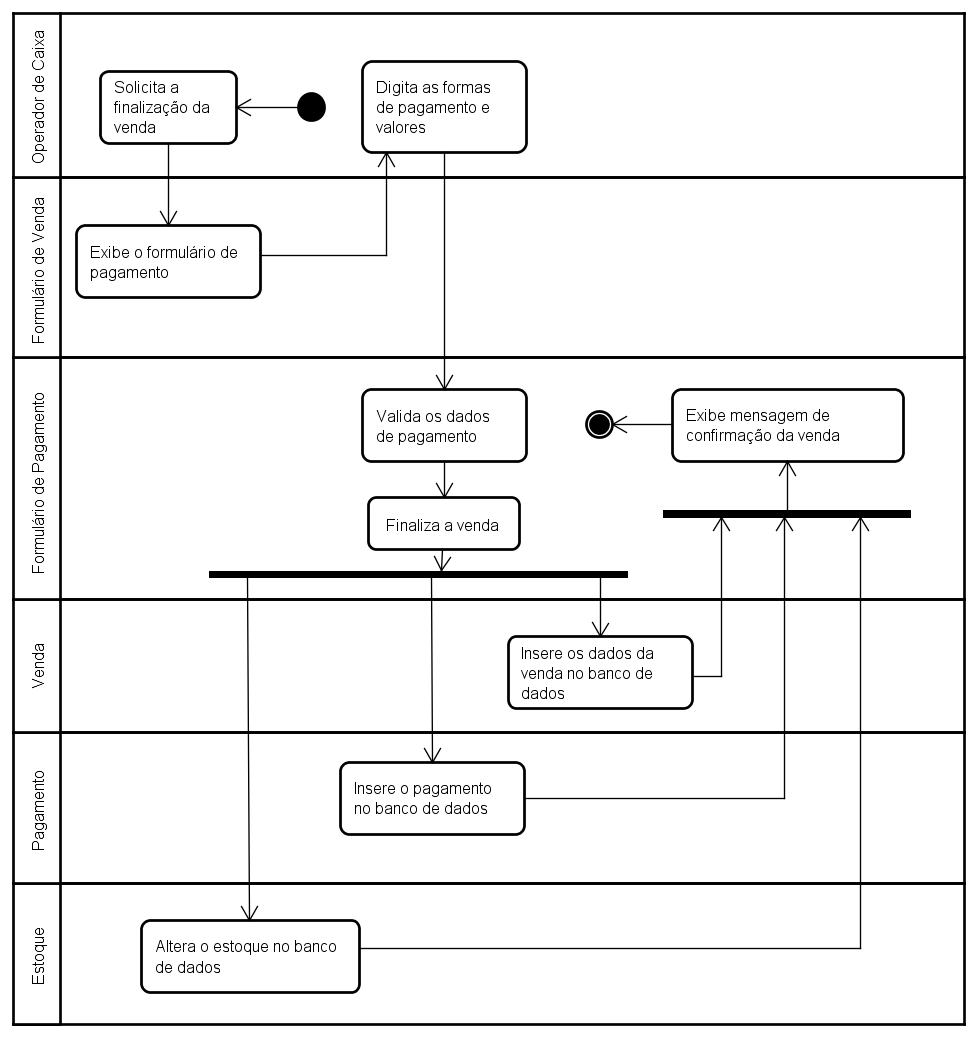 Operador de Caixa
Solicita a
finalização da
venda
Digita as formas
de pagamento e
valores
Formulário de Venda
Exibe o formulário de
pagamento
Formulário de Pagamento
Valida os dados
de pagamento
Exibe mensagem de
confirmação da venda
Finaliza a venda
Venda
Insere os dados da
venda no banco de
dados
Pagamento
Insere o pagamento
no banco de dados
Estoque
Altera o estoque no banco
de dados